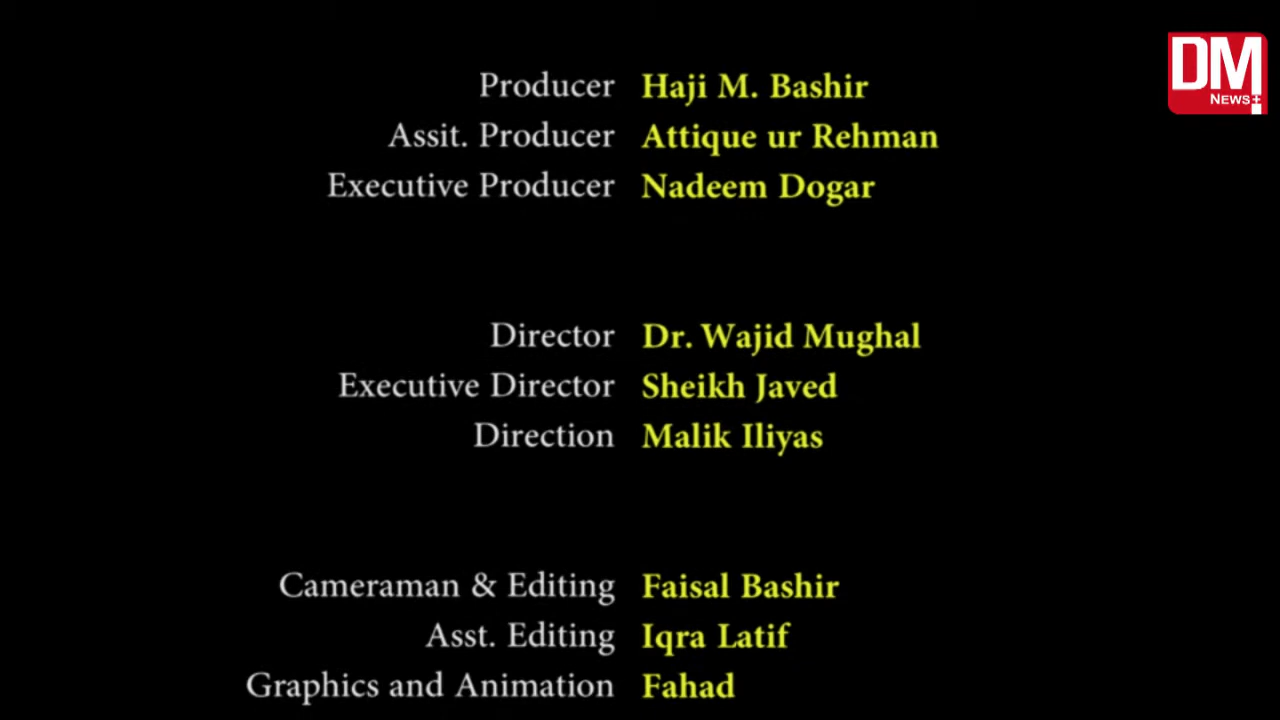 DM
NEWS+
Producer Haji M. Bashir
Assit. Producer Attique ur Rehman
Executive Producer Nadeem Dogar
Director Dr. Wajid Mughal
Executive Director Sheikh Javed
Direction Malik Iliyas
Cameraman & Editing Faisal Bashir
Asst. Editing Iqra Latif
Graphics and Animation Fahad